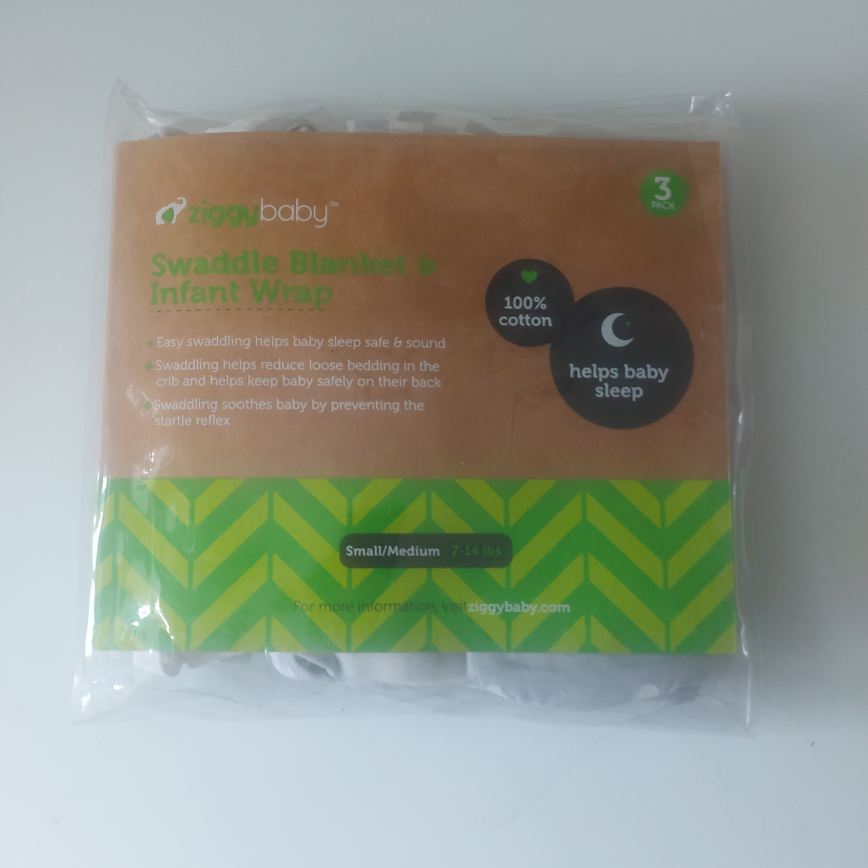 ziggybaby™
3
PACK
Swaddle Blanket &
Infant Wrap
100%
cotton
helps baby
sleep
Easy swaddling helps baby sleep safe & sound
Swaddling helps reduce loose bedding in the
crib and helps keep baby safely on their back
Swaddling soothes baby by preventing the
startle reflex
Small/Medium 7-14 lbs
For more information, visit ziggybaby.com